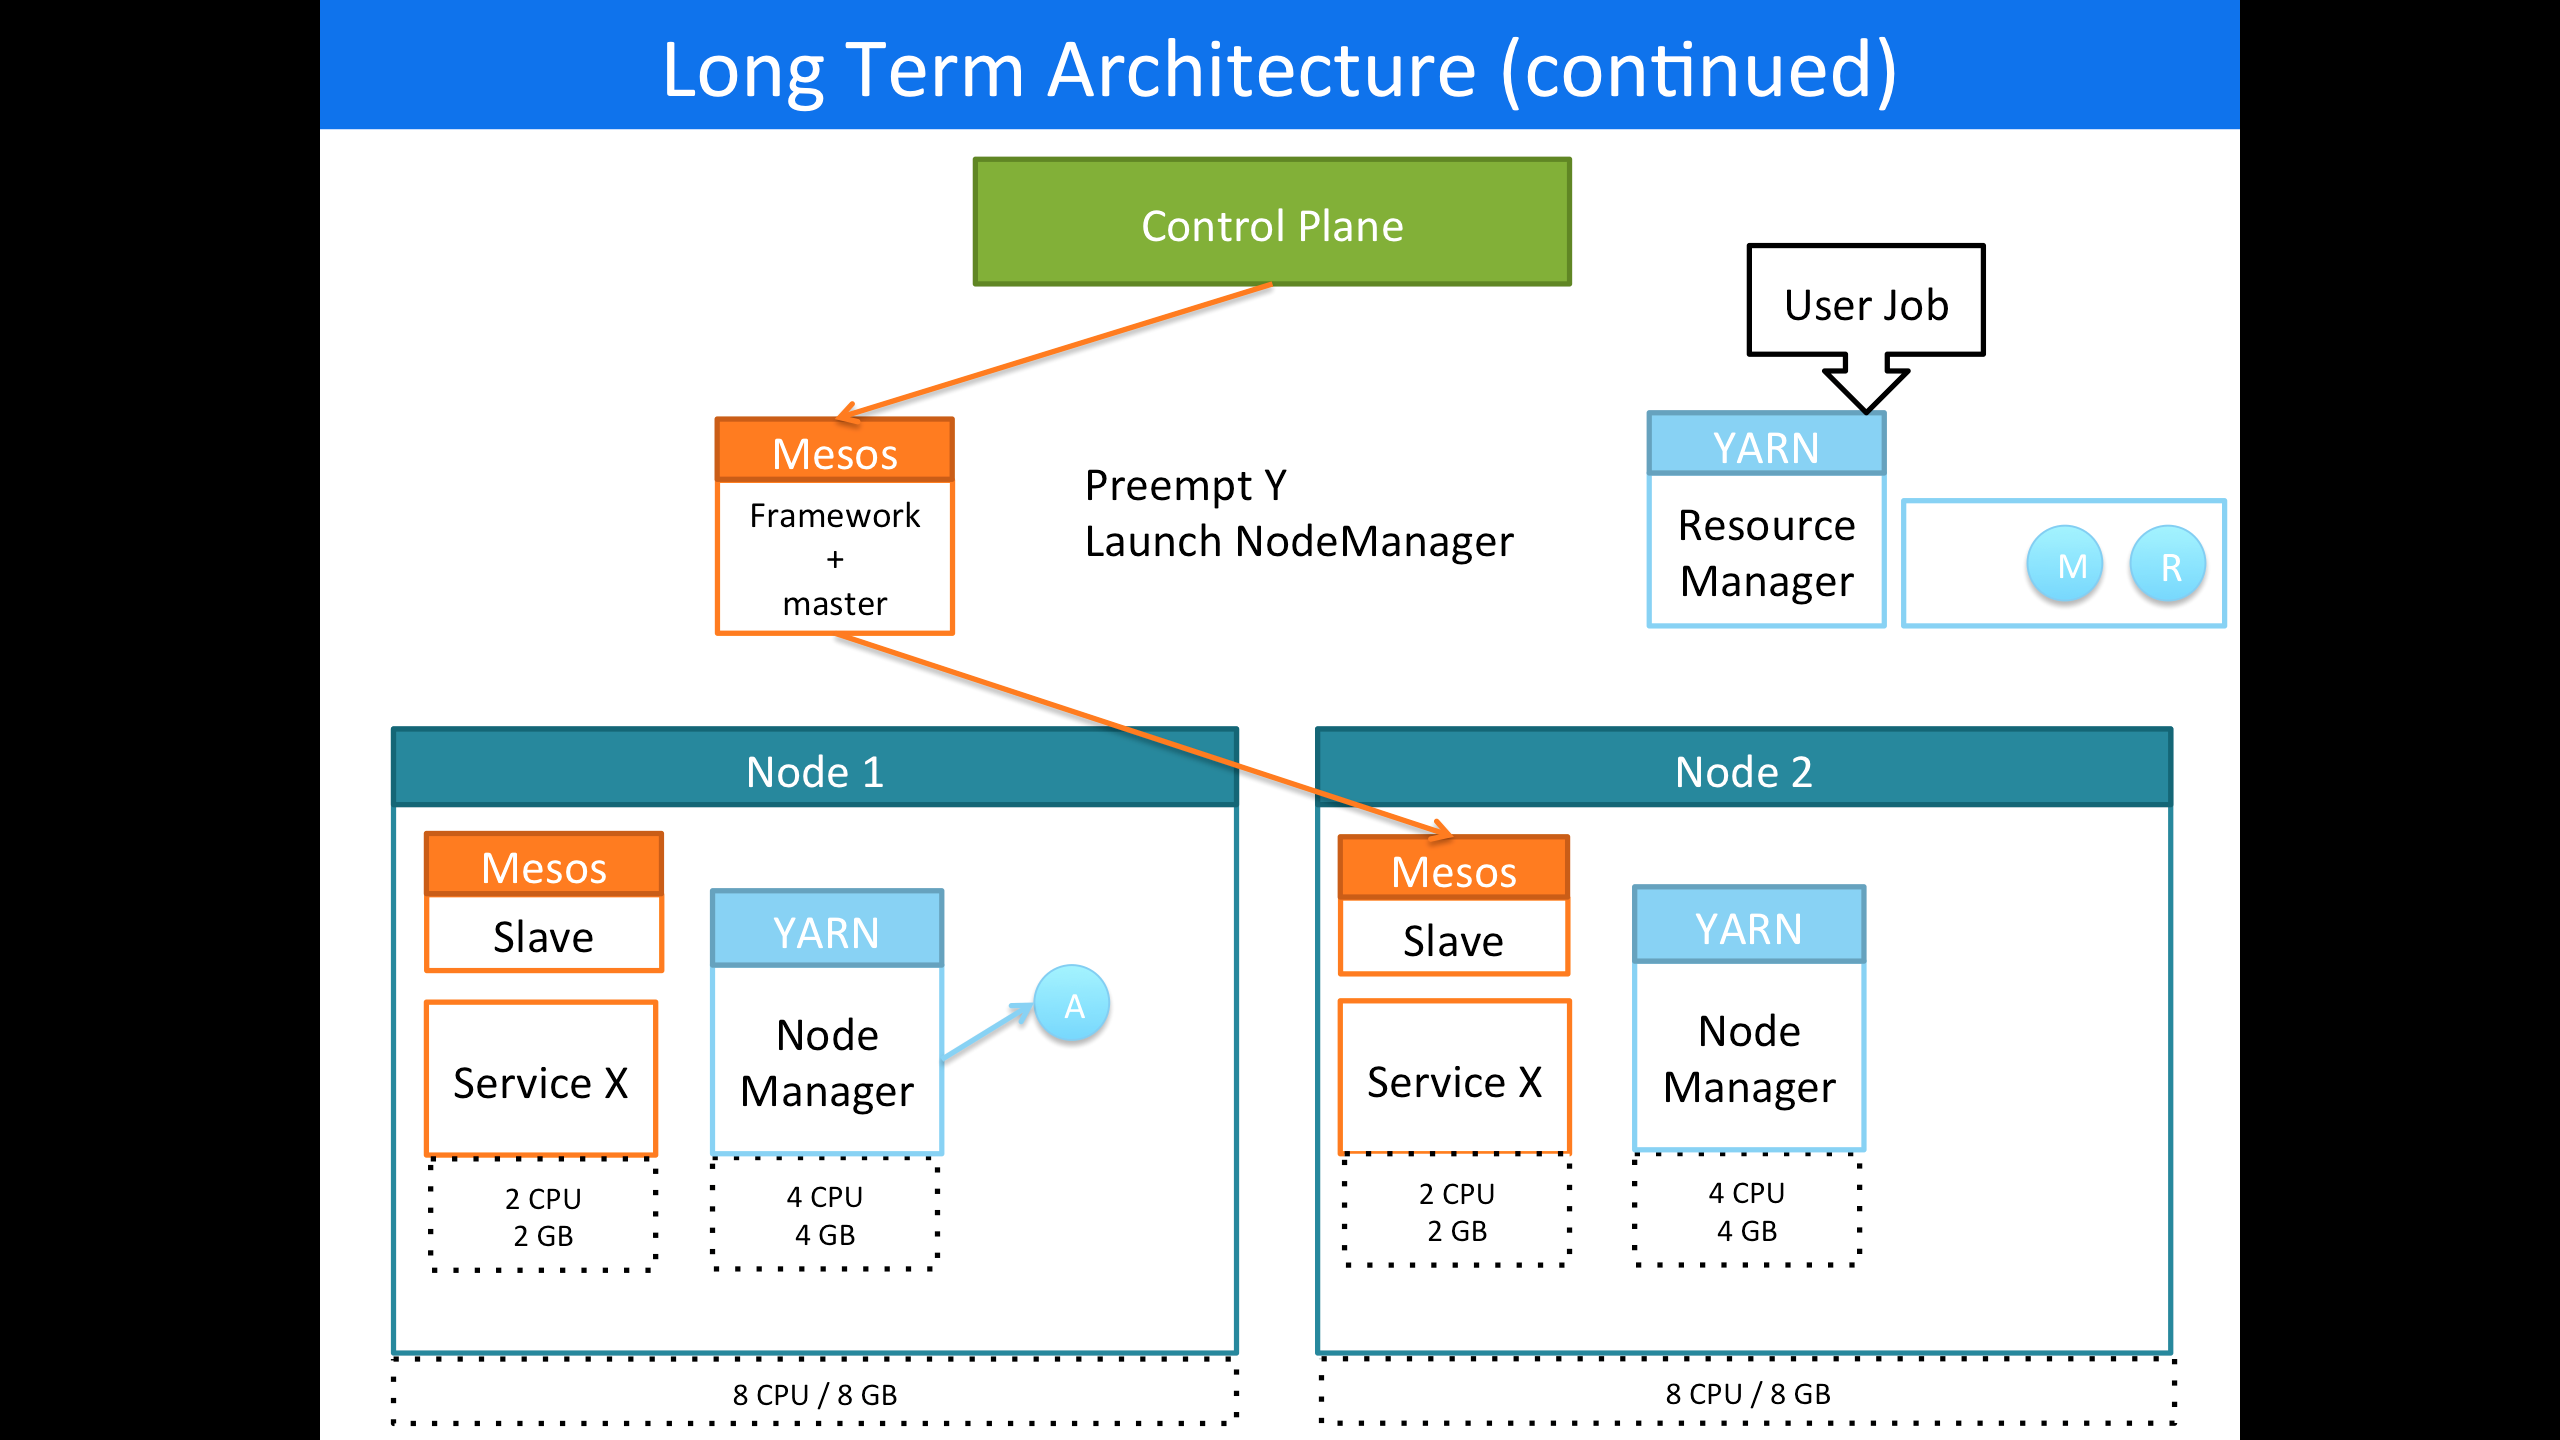 Long Term Architecture (continued)
Control Plane
User Job
Mesos
Framework
+
master
Preempt Y
Launch NodeManager
YARN
Resource
Manager
M
R
Node 1
Mesos
Slave
Service X
2 CPU
2 GB
YARN
Node
Manager
4 CPU
4 GB
A
8 CPU / 8 GB
Node 2
Mesos
Slave
Service X
2 CPU
2 GB
YARN
Node
Manager
4 CPU
4 GB
8 CPU / 8 GB